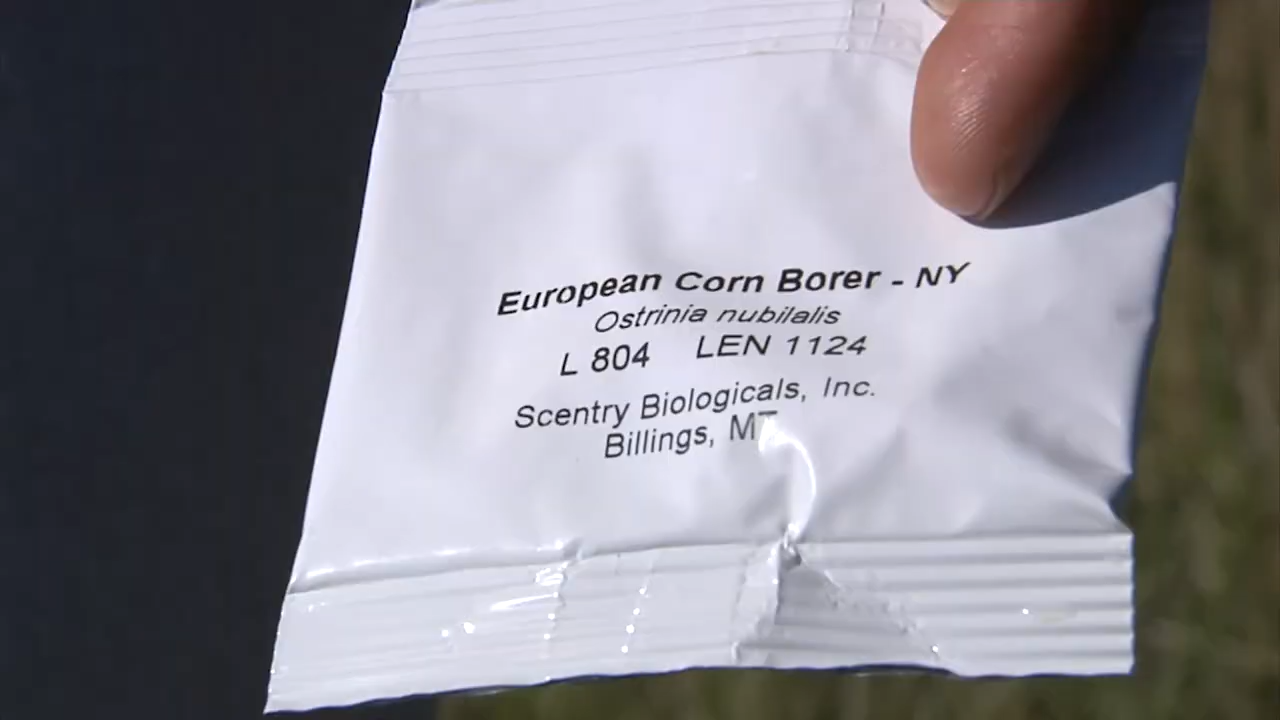 European Corn Borer - NY
Ostrinia nubilalis
L 804 LEN 1124
Scentry Biologicals, Inc.
Billings, MT